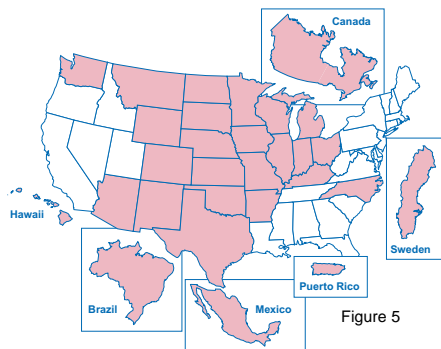 Canada
Hawaii
Sweden
Brazil
Mexico
Puerto Rico
Figure 5